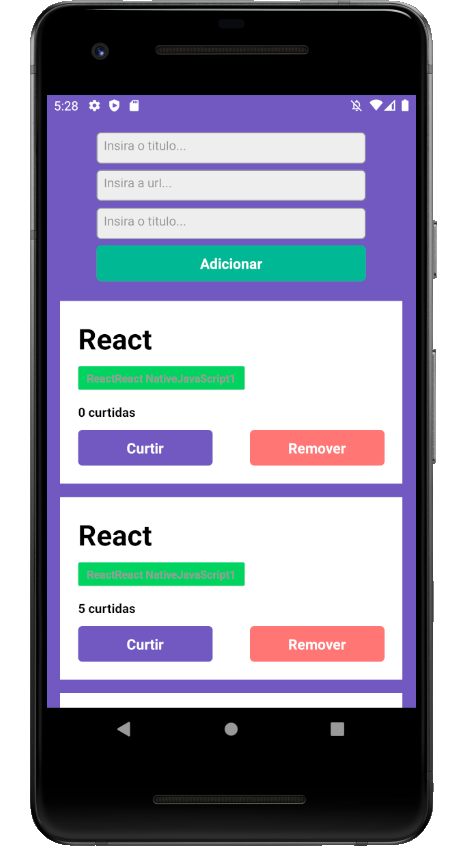 5:28
Insira o titulo...
Insira a url...
Insira o titulo...
Adicionar
React
ReactReact NativeJavaScript1
0 curtidas
Curtir Remover
React
ReactReact NativeJavaScript1
5 curtidas
Curtir Remover